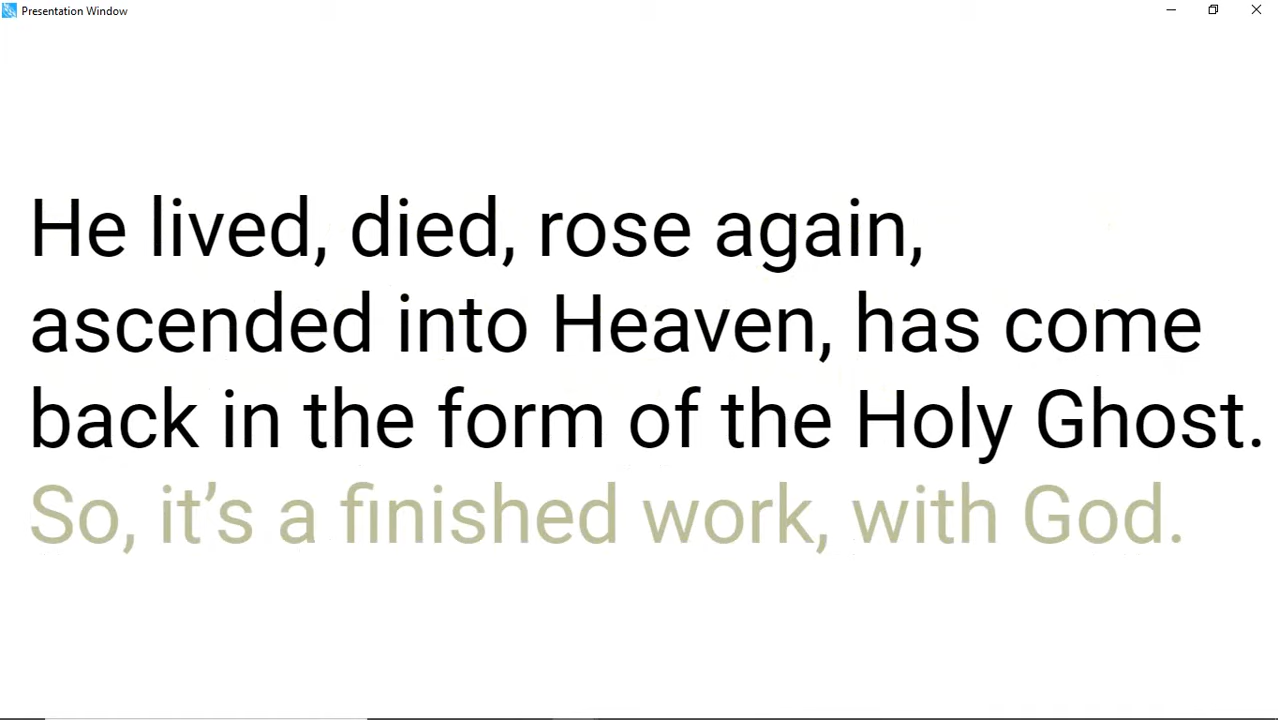 Presentation Window
He lived, died, rose again,
ascended into Heaven, has come
back in the form of the Holy Ghost.
So, it’s a finished work, with God.